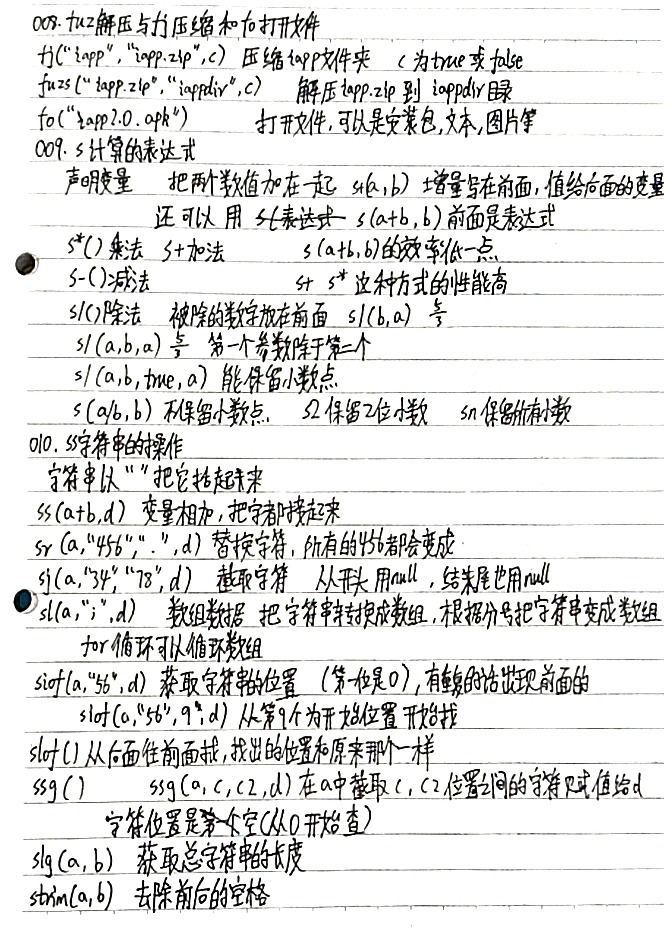 008. fuz解压与fj压缩和fo打开文件
fj("iapp","iapp.zip",c) 压缩iapp文件夹 c为true或false
fuzs("iapp.zip","iappdir",c) 解压iapp.zip到iappdir目录
fo("iapp2.0.apk") 打开文件,可以是安装包,文本,图片等
009. s计算的表达式
声明变量 把两个数值加在一起 s+(a,b) 增量写在前面,值给后面的变量
还可以用 s(a+b,b)前面是表达式
s*()乘法 s+加法 s(a+b,b)的效率低一点
s-()减法 s+ s*这种方式的性能高
s/()除法 被除的数字放在前面 s/(b,a)
s/(a,b,a) 第一个参数除于第二个
s/(a,b,true,a) 能保留小数点
s(a/b,b) 不保留小数点. s2保留2位小数 sn保留所有小数
010. ss字符串的操作
字符串以""把它括起来
ss(a+b,d) 变量相加,把字都接起来
sr(a,"456",".",d) 替换字符,所有的456都会变成
sj(a,"34","78",d) 截取字符 从开头用null,结束尾也用null
sl(a,";",d) 数组数据 把字符串转换成数组,根据分号把字符串变成数组
for循环可以循环数组
siof(a,"56",d) 获取字符串的位置 (第一位是0),有重复的话出现前面的
siof(a,"56",9,d) 从第9个为开始位置开始找
slof()从后面往前面找,找出的位置和原来那个一样
ssg() ssg(a,c,c2,d)在a中截取c,c2位置之间的字符 值给d
字符位置是 空(从0开始查)
slg(a,b) 获取总字符串的长度
strim(a,b) 去除前后的空格